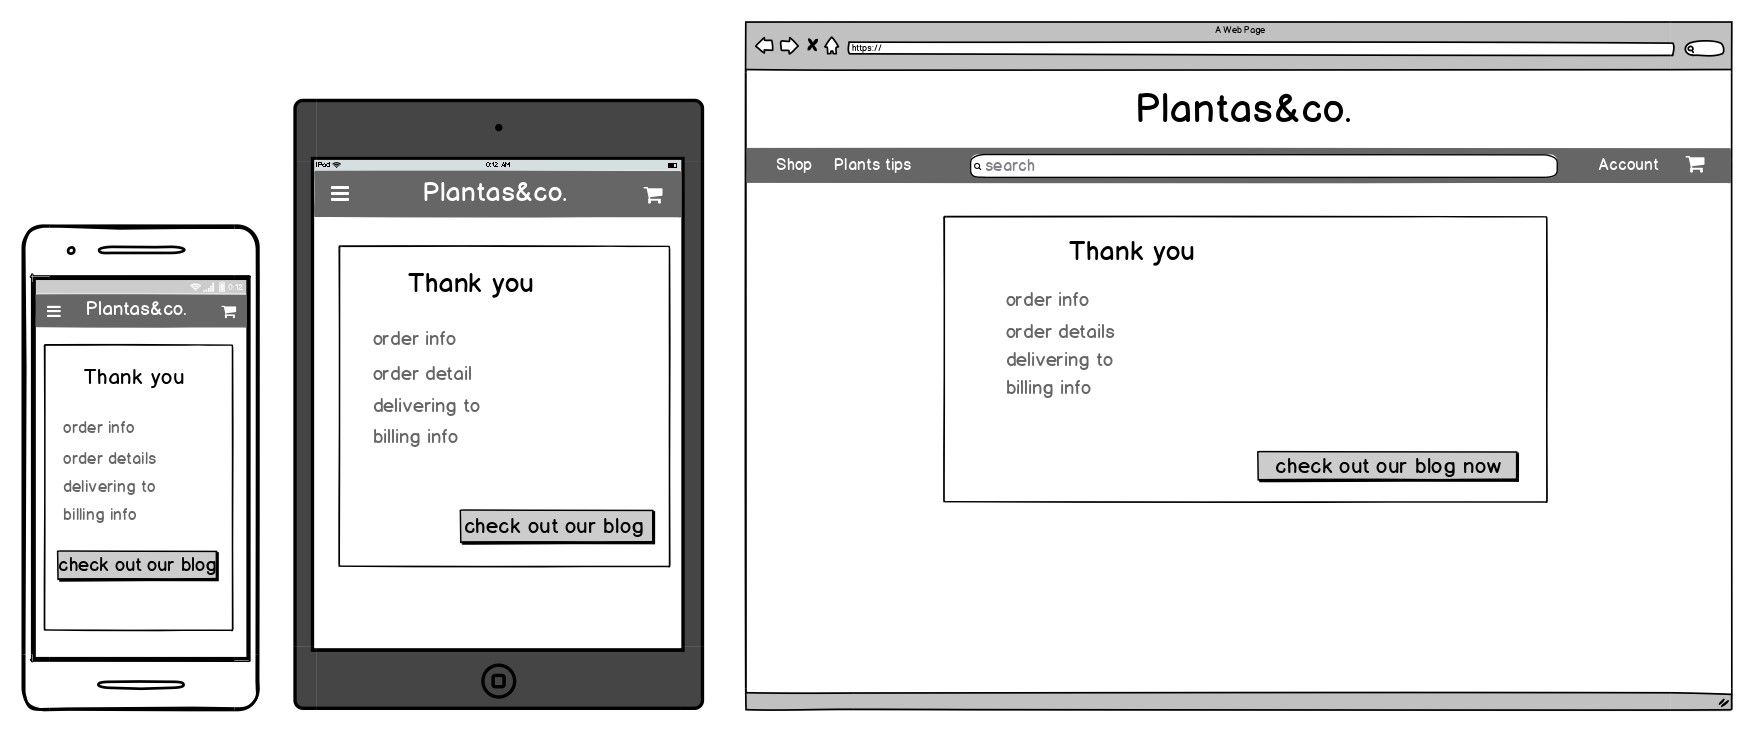 0:12
Plantas&co.
Thank you
order info
order details
delivering to
billing info
check out our blog
iPad
0:12 AM
Plantas&co.
Thank you
order info
order detail
delivering to
billing info
check out our blog
A Web Page
https://
Plantas&co.
Shop Plants tips search Account
Thank you
order info
order details
delivering to
billing info
check out our blog now